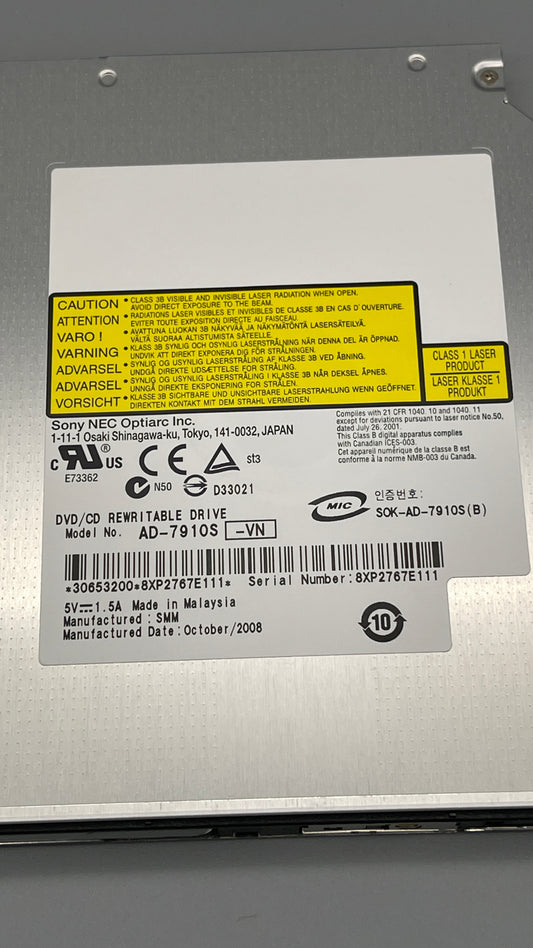 CAUTION • CLASS 3B VISIBLE AND INVISIBLE LASER RADIATION WHEN OPEN.
AVOID DIRECT EXPOSURE TO THE BEAM.
ATTENTION • RADIATIONS LASER VISIBLES ET INVISIBLES DE CLASSE 3B EN CAS D' OUVERTURE.
EVITER TOUTE EXPOSITION DIRECTE AU FAISCEAU.
VARO ! • AVATTUNA LUOKAN 3B NÄKYVÄÄ JA NÄKYMÄTÖNTÄ LASERSÄTEILYÄ.
VÄLTÄ SUORAA ALTISTUMISTA SÄTEELLE.
VARNING • KLASS 3B SYNLIG OCH OSYNLIG LASERSTRÅLNING NÄR DENNA DEL ÄR ÖPPNAD.
UNDVIK ATT DIREKT EXPONERA DIG FÖR STRÅLNINGEN.
ADVARSEL • SYNLIG OG USYNLIG LASERSTRÅLING AF KLASSE 3B VED ÅBNING.
UNDGÅ DIREKTE UDSÆTTELSE FOR STRÅLING.
ADVARSEL • SYNLIG OG USYNLIG LASERSTRÅLING I KLASSE 3B NÅR DEKSEL ÅPNES.
UNNGÅ DIREKTE EKSPONERING FOR STRÅLEN.
VORSICHT • KLASSE 3B SICHTBARE UND UNSICHTBARE LASERSTRAHLUNG WENN GEÖFFNET.
DIREKTEN KONTAKT MIT DEM STRAHL VERMEIDEN.
CLASS 1 LASER
PRODUCT
LASER KLASSE 1
PRODUKT
Sony NEC Optiarc Inc.
1-11-1 Osaki Shinagawa-ku, Tokyo, 141-0032, JAPAN
Complies with 21 CFR 1040. 10 and 1040. 11
except for deviations pursuant to laser notice No.50,
dated July 26, 2001.
This Class B digital apparatus complies
with Canadian ICES-003.
Cet appareil numérique de la classe B est
conforme à la norme NMB-003 du Canada.
c RU ® US
E73362
CE
st3
N50
D33021
MIC
인증번호:
SOK-AD-7910S(B)
DVD/CD REWRITABLE DRIVE
Model No. AD-7910S -VN
*30653200*8XP2767E111* Serial Number:8XP2767E111
5V⎓1.5A Made in Malaysia
Manufactured : SMM
Manufactured Date:October/2008
10